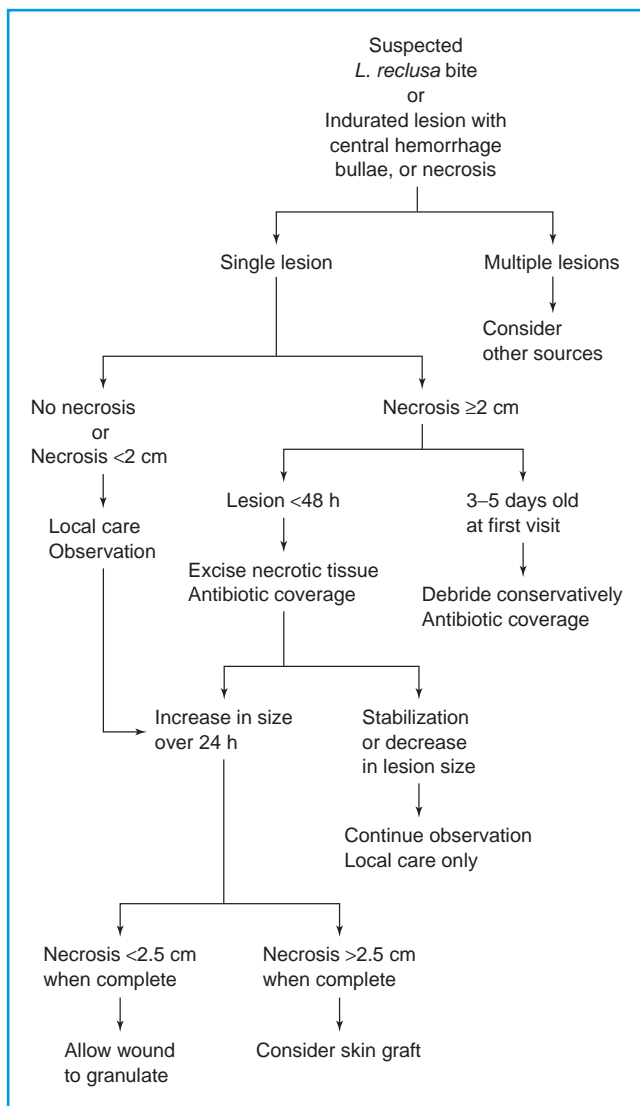 Suspected
L. reclusa bite
or
Indurated lesion with
central hemorrhage
bullae, or necrosis
Single lesion
Multiple lesions
Consider
other sources
No necrosis
or
Necrosis <2 cm
Necrosis ≥2 cm
Local care
Observation
Lesion <48 h
3–5 days old
at first visit
Excise necrotic tissue
Antibiotic coverage
Debride conservatively
Antibiotic coverage
Increase in size
over 24 h
Stabilization
or decrease
in lesion size
Continue observation
Local care only
Necrosis <2.5 cm
when complete
Necrosis >2.5 cm
when complete
Allow wound
to granulate
Consider skin graft